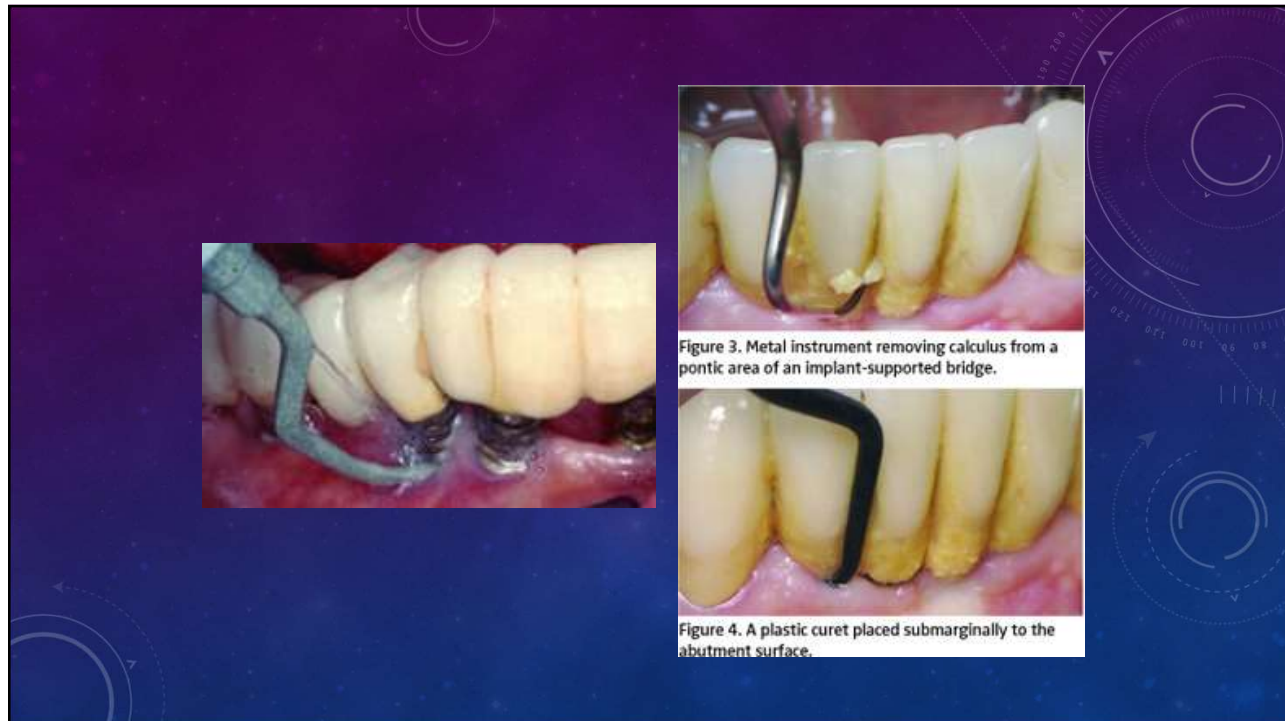 Figure 3. Metal instrument removing calculus from a
pontic area of an implant-supported bridge.
Figure 4. A plastic curet placed submarginally to the
abutment surface.